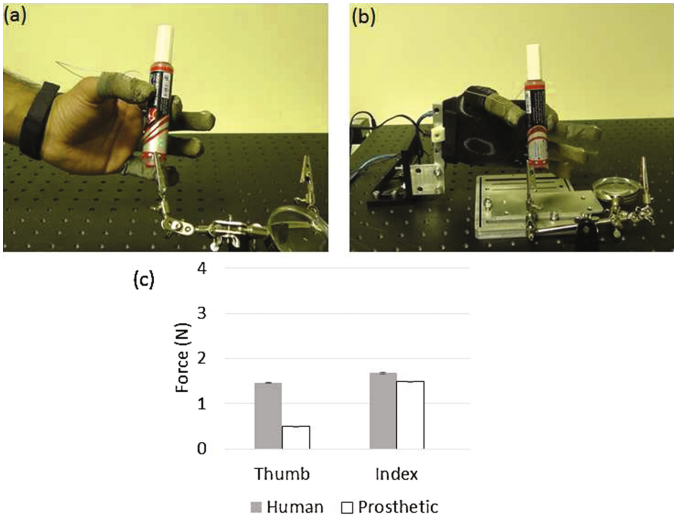 (a)
(b)
(c)
Force (N)
4
3
2
1
0
Thumb Index
Human Prosthetic